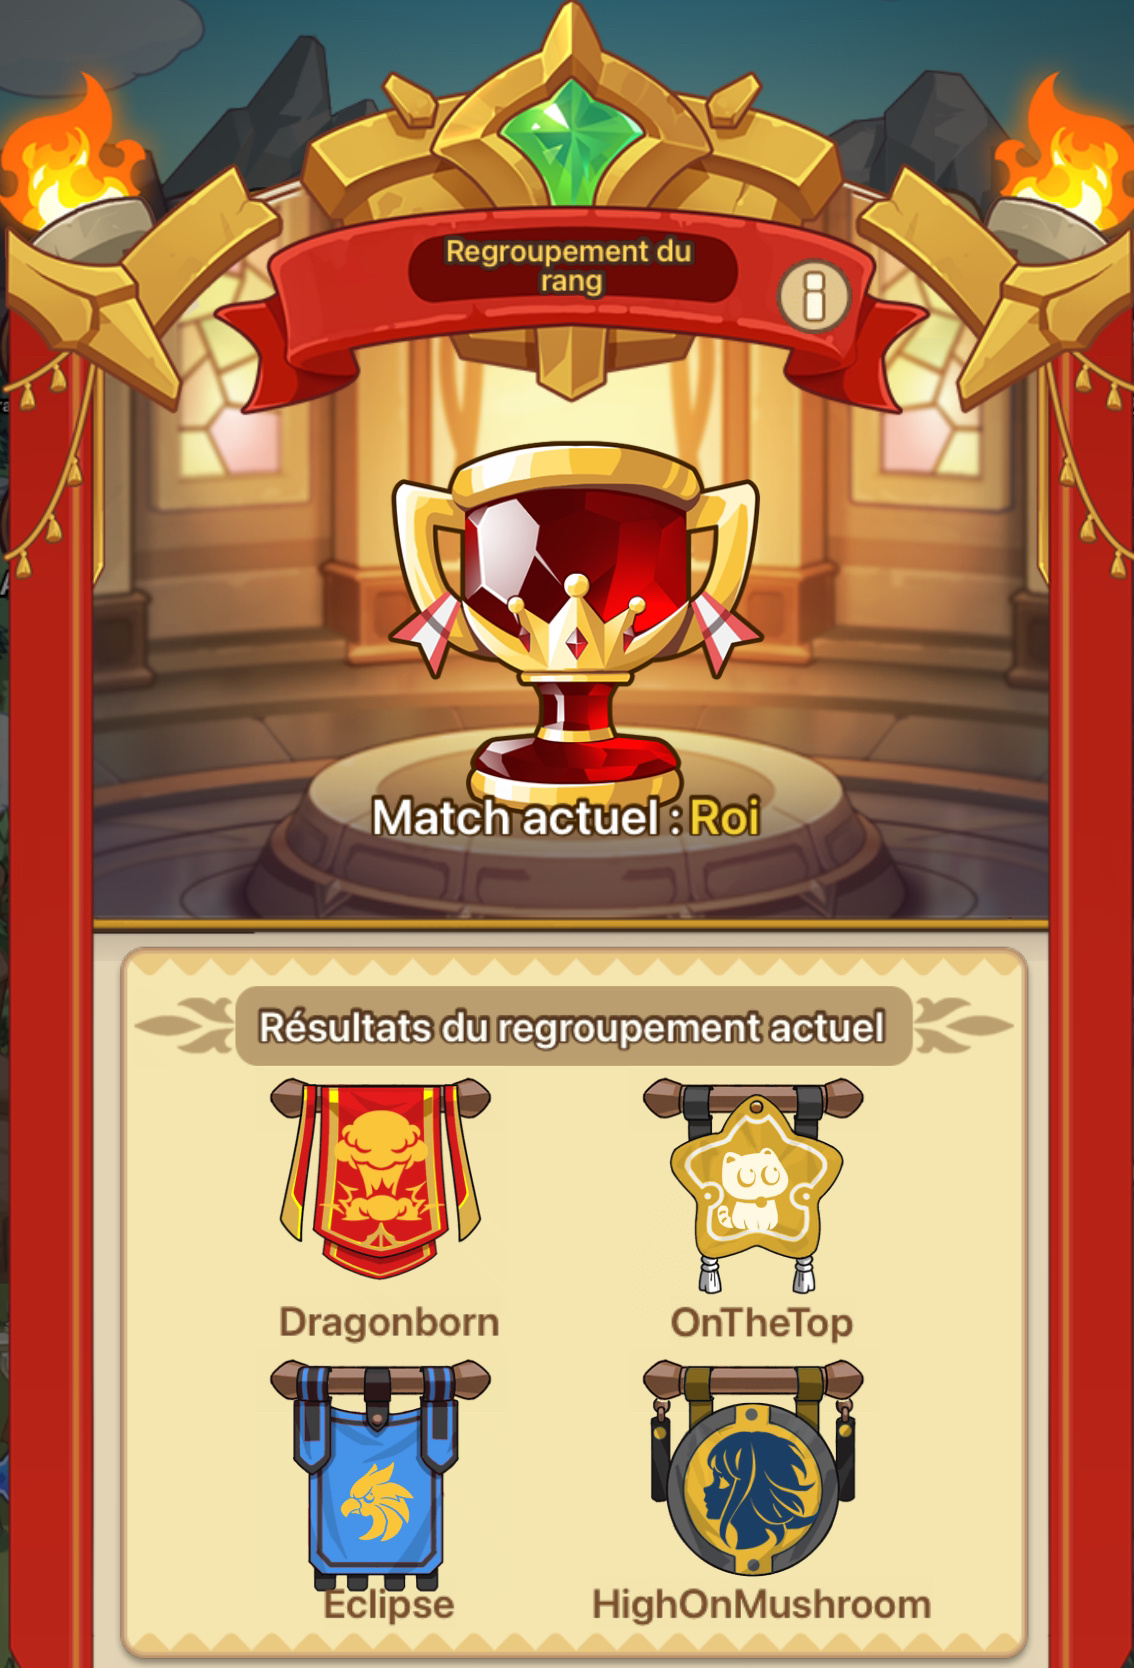 Regroupement du
rang
Match actuel : Roi
Résultats du regroupement actuel
Dragonborn
OnTheTop
Eclipse
HighOnMushroom